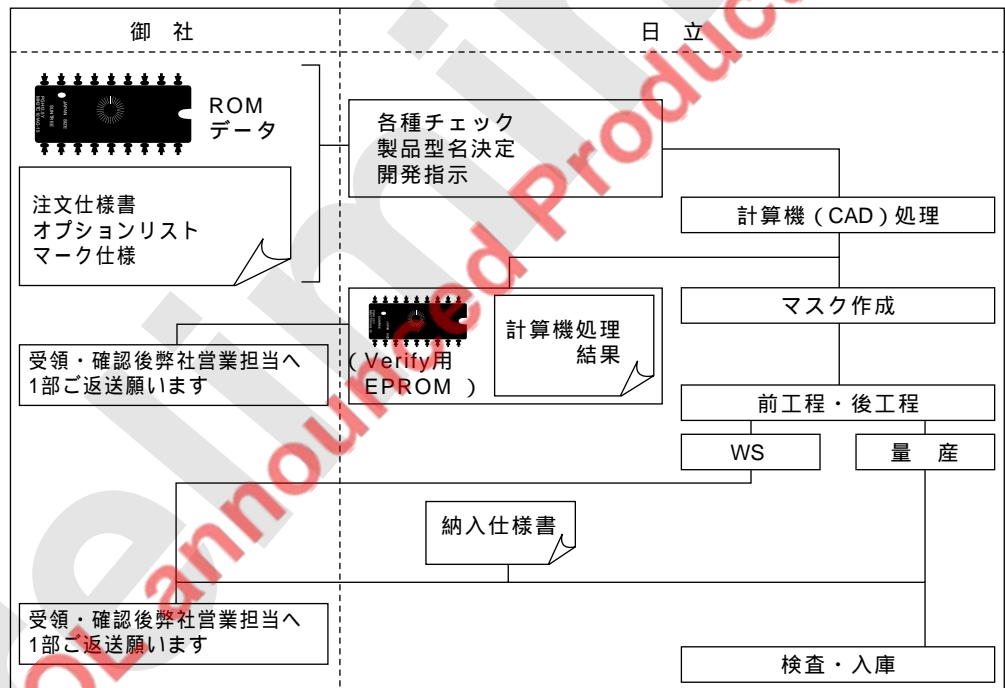 御 社
日 立
ROM
データ
注文仕様書
オプションリスト
マーク仕様
各種チェック
製品型名決定
開発指示
計算機(CAD)処理
マスク作成
計算機処理
結果
(Verify用
EPROM )
受領・確認後弊社営業担当へ
1部ご返送願います
前工程・後工程
WS
量 産
納入仕様書
受領・確認後弊社営業担当へ
1部ご返送願います
検査・入庫
OL announced Produc
elimi